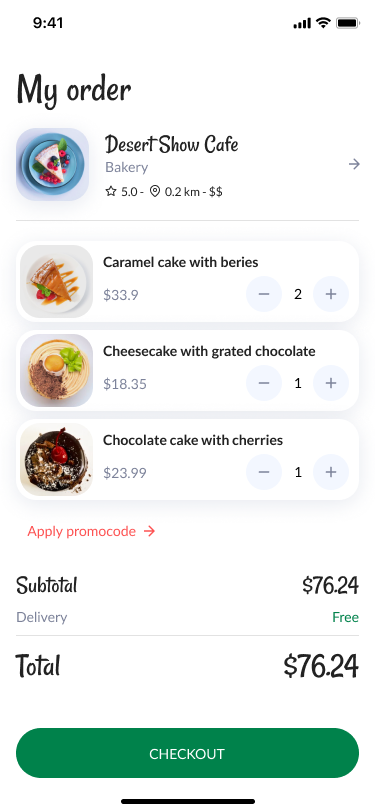 9:41
My order
Desert Show Cafe
Bakery
5.0 - 0.2 km - $$
Caramel cake with beries
$33.9
2
Cheesecake with grated chocolate
$18.35
1
Chocolate cake with cherries
$23.99
1
Apply promocode
Subtotal $76.24
Delivery Free
Total $76.24
CHECKOUT